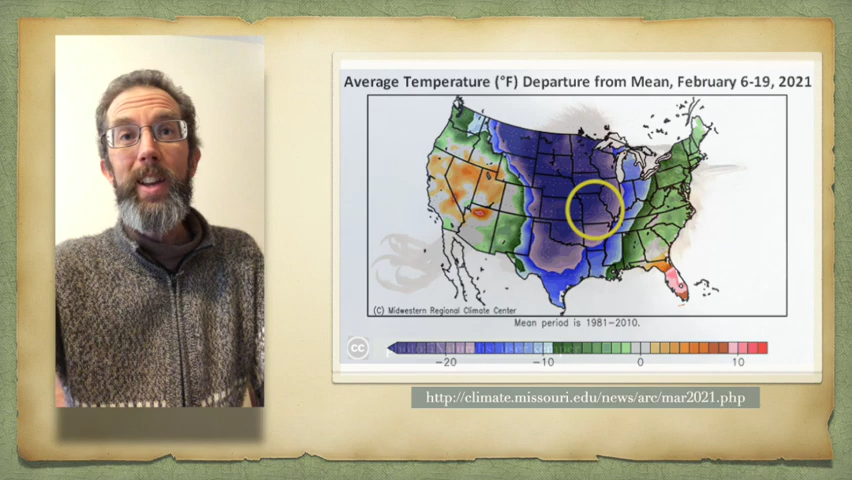 Average Temperature (°F) Departure from Mean, February 6-19, 2021
(C) Midwestern Regional Climate Center
Mean period is 1981-2010.
cc
-20 -10 0 10
http://climate.missouri.edu/news/arc/mar2021.php